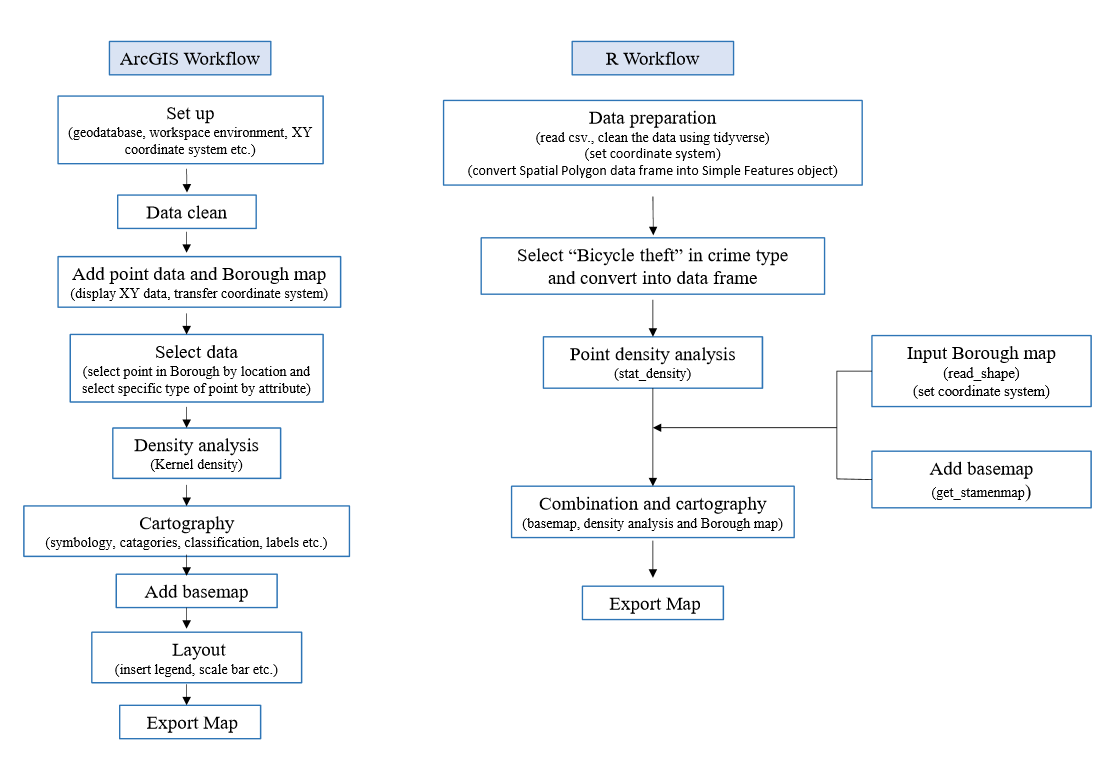 ArcGIS Workflow
Set up
(geodatabase, workspace environment, XY
coordinate system etc.)
Data clean
Add point data and Borough map
(display XY data, transfer coordinate system)
Select data
(select point in Borough by location and
select specific type of point by attribute)
Density analysis
(Kernel density)
Cartography
(symbology, catagories, classification, labels etc.)
Add basemap
Layout
(insert legend, scale bar etc.)
Export Map
R Workflow
Data preparation
(read csv., clean the data using tidyverse)
(set coordinate system)
(convert Spatial Polygon data frame into Simple Features object)
Select “Bicycle theft” in crime type
and convert into data frame
Point density analysis
(stat_density)
Input Borough map
(read_shape)
(set coordinate system)
Add basemap
(get_stamenmap)
Combination and cartography
(basemap, density analysis and Borough map)
Export Map